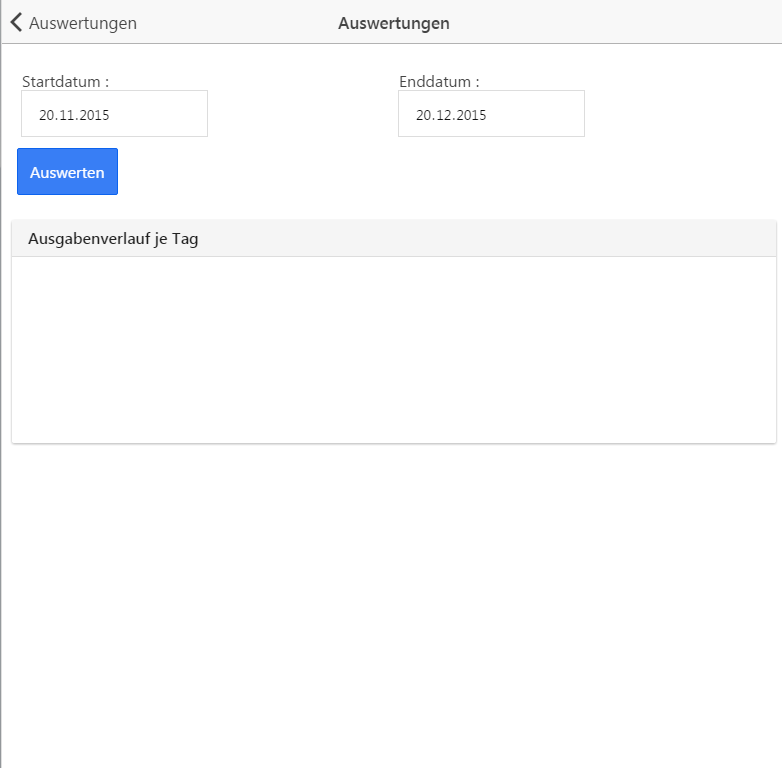 Auswertungen
Auswertungen
Startdatum :
Enddatum :
20.11.2015
20.12.2015
Auswerten
Ausgabenverlauf je Tag